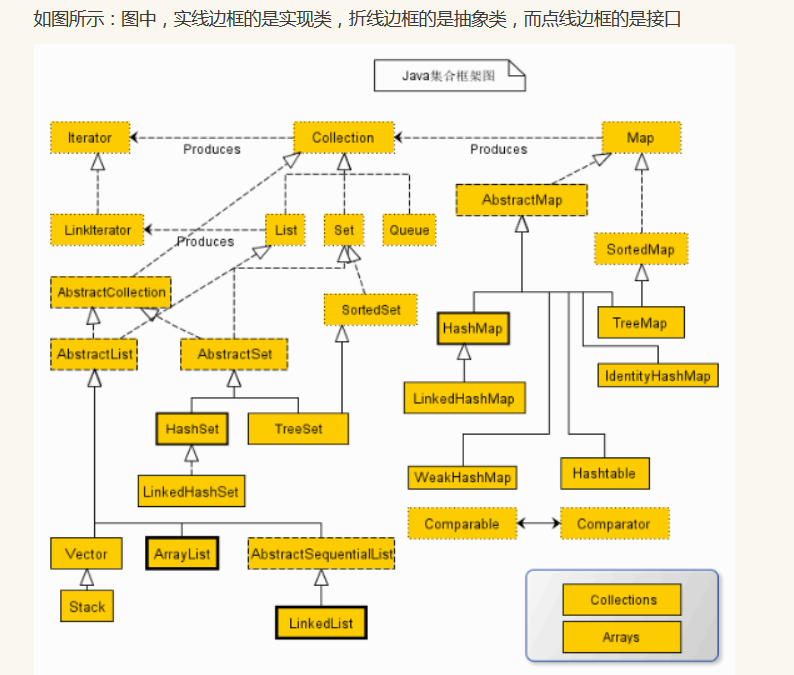 如图所示：图中，实线边框的是实现类，折线边框的是抽象类，而点线边框的是接口
Java集合框架图
Iterator
Produces
Collection
Produces
Map
AbstractMap
LinkIterator
Produces
List
Set
Queue
SortedMap
AbstractCollection
SortedSet
HashMap
TreeMap
AbstractList
AbstractSet
IdentityHashMap
LinkedHashMap
HashSet
TreeSet
WeakHashMap
Hashtable
LinkedHashSet
Comparable
Comparator
Vector
ArrayList
AbstractSequentialList
Stack
LinkedList
Collections
Arrays